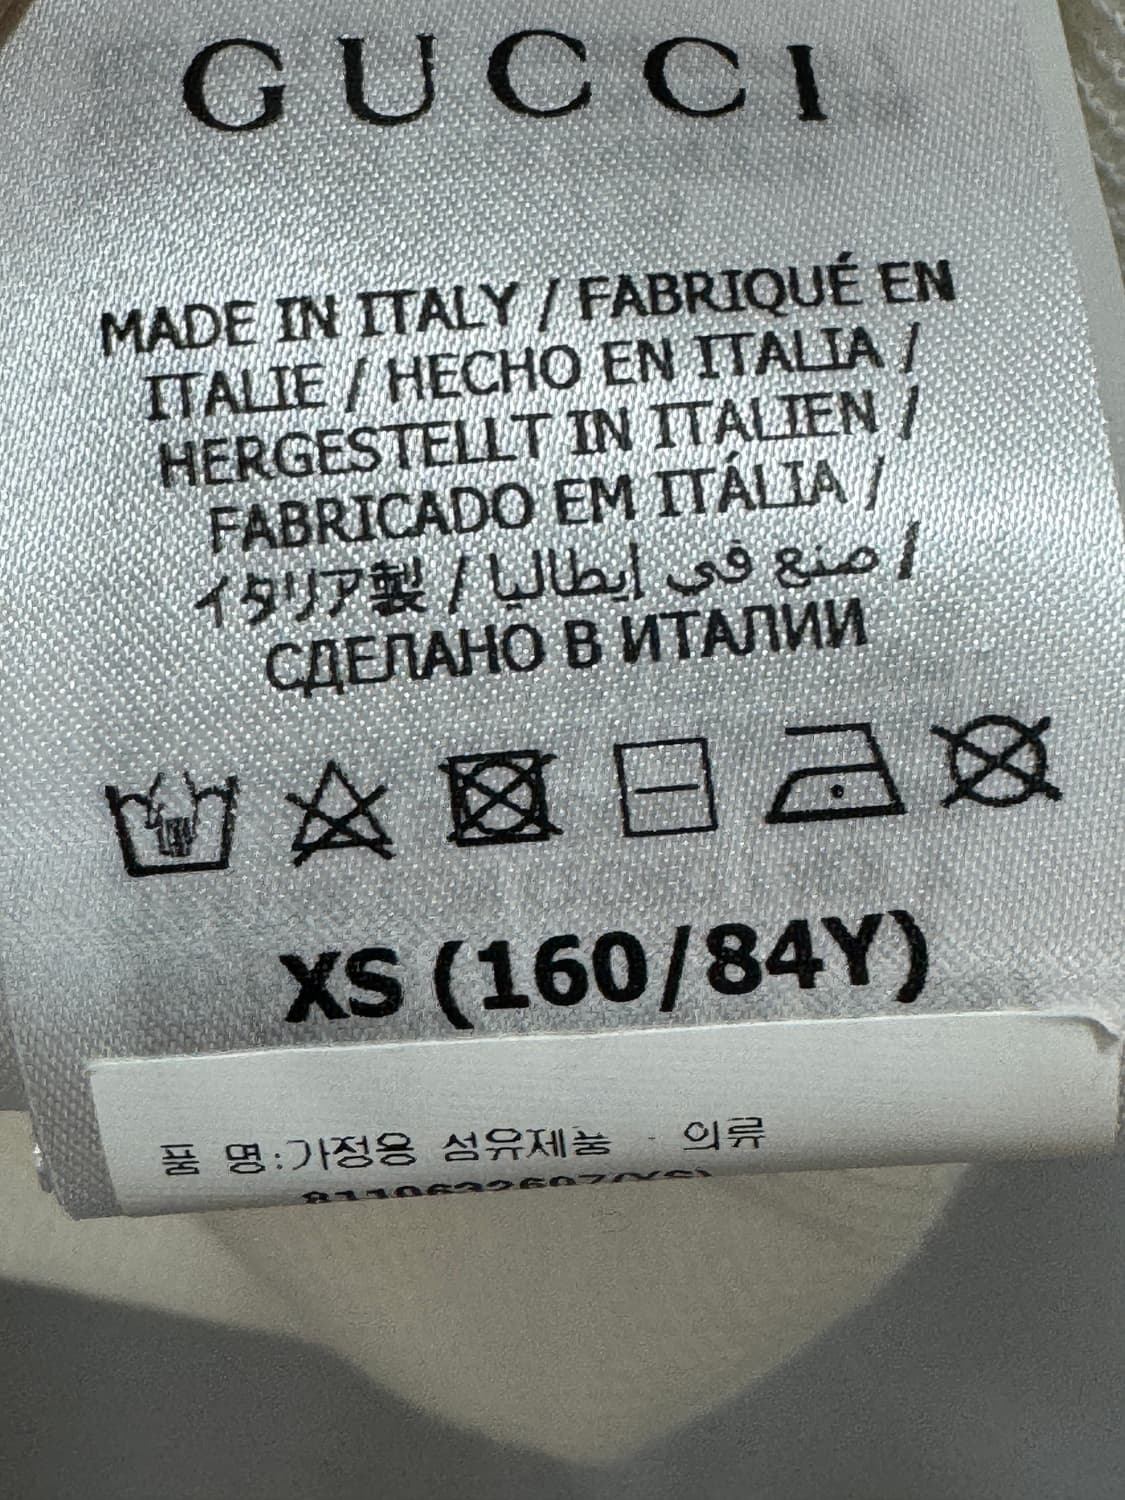 GUCCI
MADE IN ITALY / FABRIQUÉ EN
ITALIE / HECHO EN ITALIA /
HERGESTELLT IN ITALIEN /
FABRICADO EM ITÁLIA /
イタリア製 / صنع في إيطاليا /
СДЕЛАНО В ИТАЛИИ
XS (160/84Y)
품 명:가정용 섬유제품 - 의류